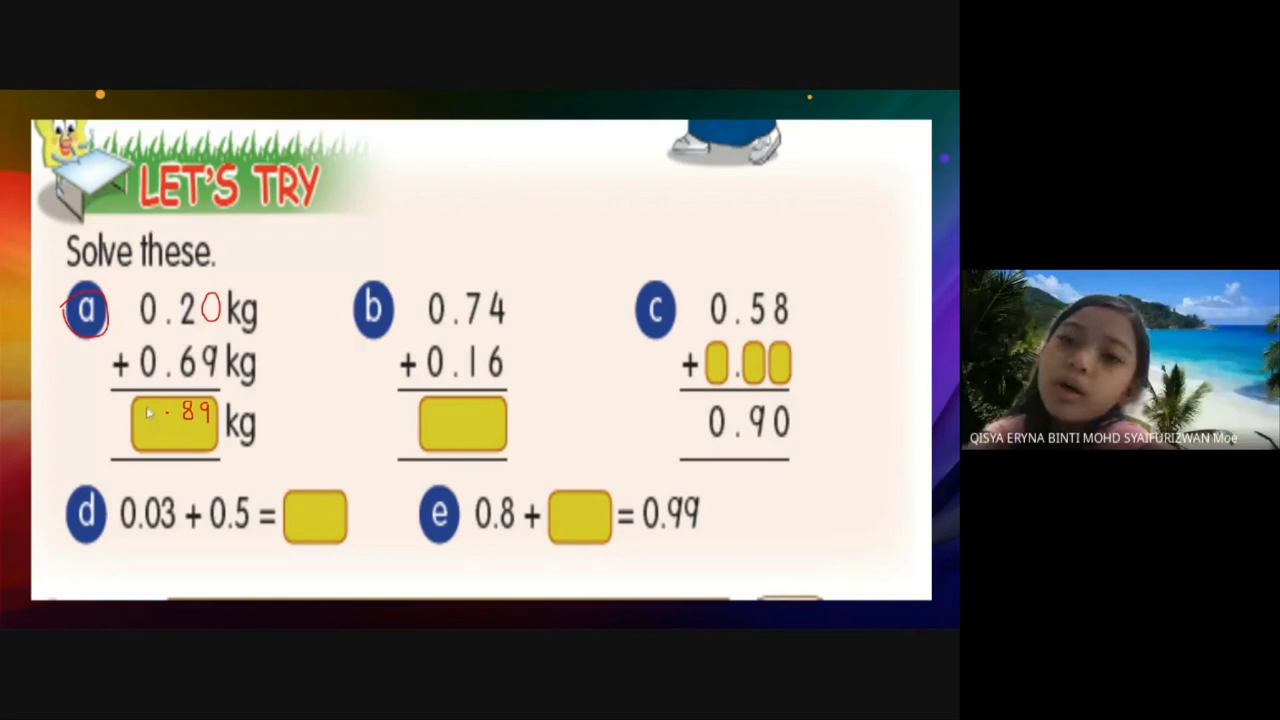 LET'S TRY
Solve these.
a 0.20 kg
+ 0.69 kg
.89 kg
b 0.74
+ 0.16
c 0.58
+ .
0.90
d 0.03 + 0.5 =
e 0.8 + = 0.99
QISYA ERYNA BINTI MOHD SYAIFURIZWAN Moe